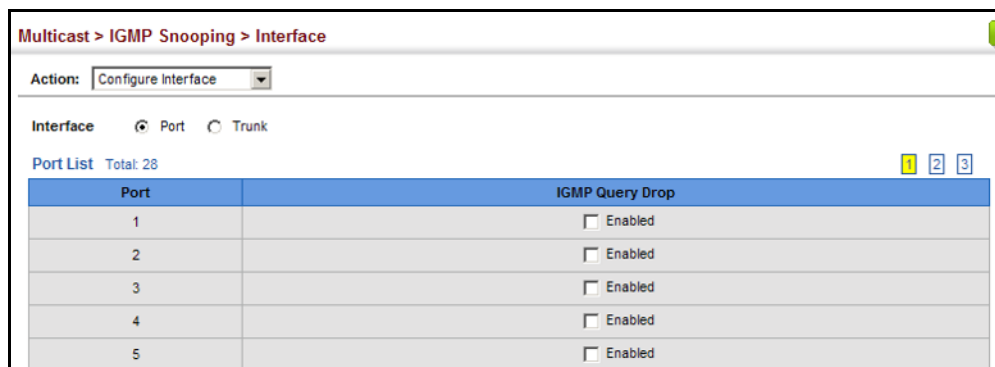 Multicast > IGMP Snooping > Interface
Action: Configure Interface
Interface Port Trunk
Port List Total: 28 1 2 3
Port IGMP Query Drop
1 Enabled
2 Enabled
3 Enabled
4 Enabled
5 Enabled